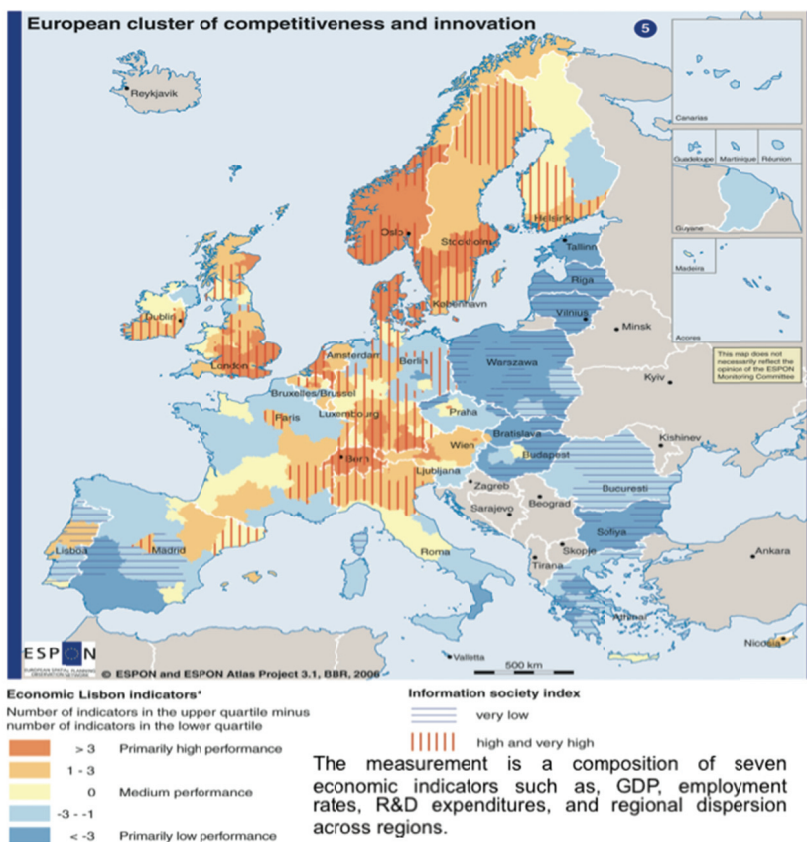 European cluster of competitiveness and innovation
5
Reykjavik
Canarias
Guadeloupe Martinique Réunion
Guyane
Madeira
Acores
This map does not
necessarily reflect the
opinion of the ESPON
Monitoring Committee
Oslo
Stockholm
Helsinki
Tallinn
Riga
Vilnius
Minsk
København
Dublin
London
Amsterdam
Berlin
Warszawa
Kyiv
Bruxelles/Brussel
Luxembourg
Praha
Paris
Kishinev
Bratislava
Wien
Budapest
Bern
Ljubljana
Zagreb
Bucuresti
Beograd
Sarajevo
Sofiya
Skopje
Tirana
Ankara
Roma
Lisboa
Madrid
Athinai
Nicosia
Valletta
ESPON
EUROPEAN SPATIAL PLANNING
OBSERVATION NETWORK
500 km
© ESPON and ESPON Atlas Project 3.1, BBR, 2006
Economic Lisbon indicators*
Number of indicators in the upper quartile minus
number of indicators in the lower quartile
> 3 Primarily high performance
1 - 3
0 Medium performance
-3 - -1
< -3 Primarily low performance
Information society index
very low
high and very high
The measurement is a composition of seven
economic indicators such as, GDP, employment
rates, R&D expenditures, and regional dispersion
across regions.